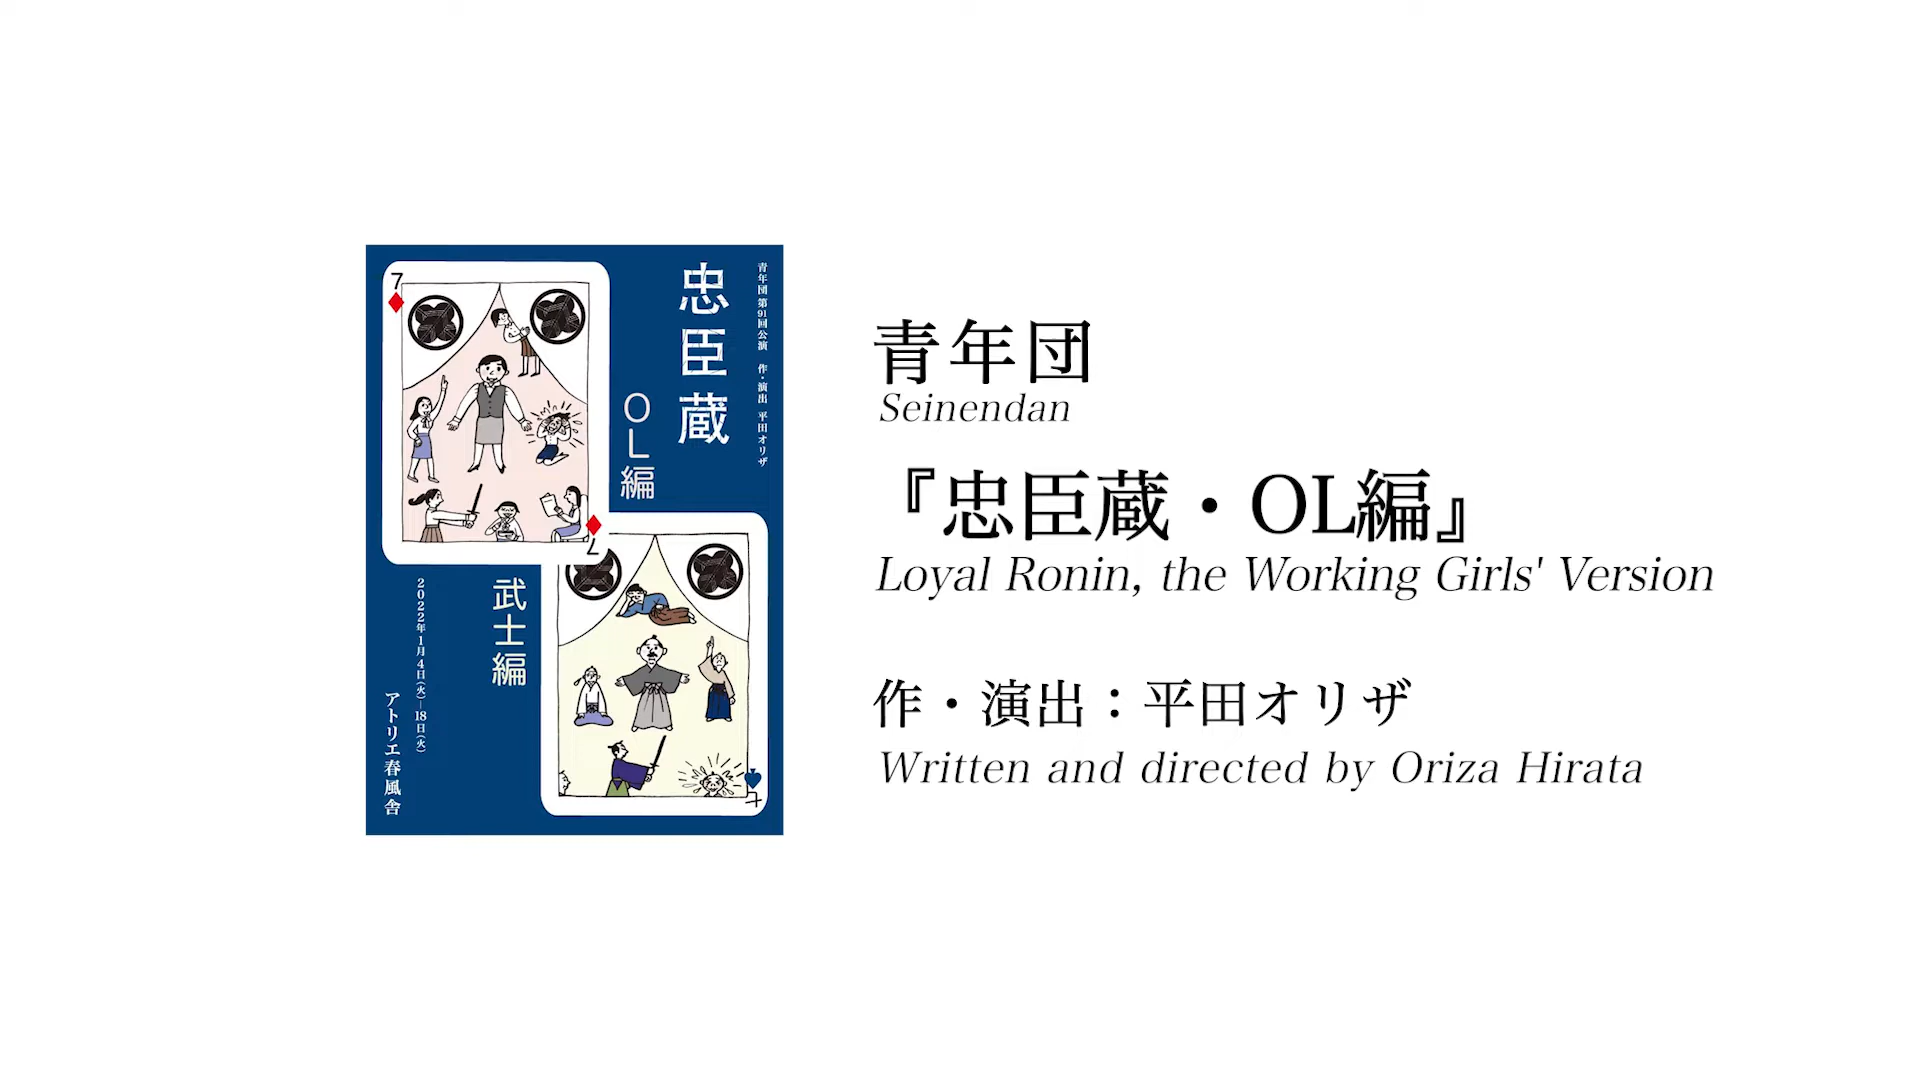 青年団 第91回公演 作・演出 平田オリザ
忠臣蔵
OL編
武士編
2022年1月4日(火)―18日(火)
アトリエ春風舎
7
7
7
青年団
Seinendan
『忠臣蔵・OL編』
Loyal Ronin, the Working Girls' Version
作・演出：平田オリザ
Written and directed by Oriza Hirata